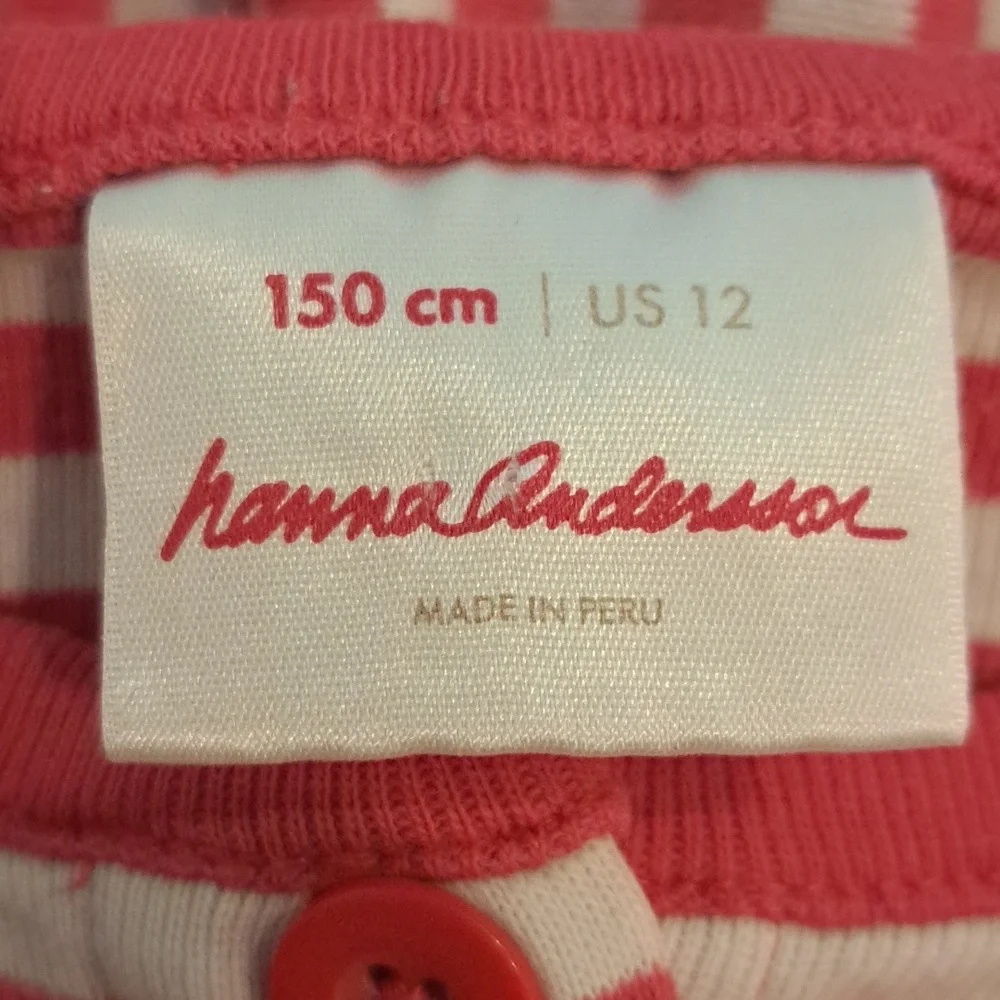 150 cm | US 12
hanna Andersson
MADE IN PERU